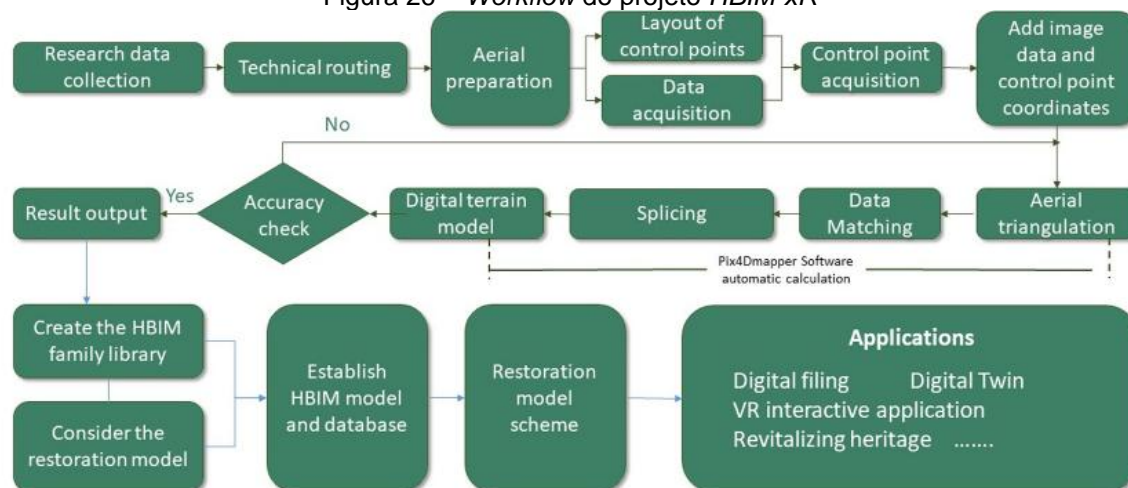 Figura 26 – Workflow do projeto HBIM-xR
Research data
collection
Technical routing
Aerial
preparation
Layout of
control points
Data
acquisition
Control point
acquisition
Add image
data and
control point
coordinates
No
Yes
Result output
Accuracy
check
Digital terrain
model
Splicing
Data
Matching
Aerial
triangulation
Pix4Dmapper Software
automatic calculation
Create the HBIM
family library
Consider the
restoration model
Establish
HBIM model
and database
Restoration
model
scheme
Applications
Digital filing Digital Twin
VR interactive application
Revitalizing heritage .......